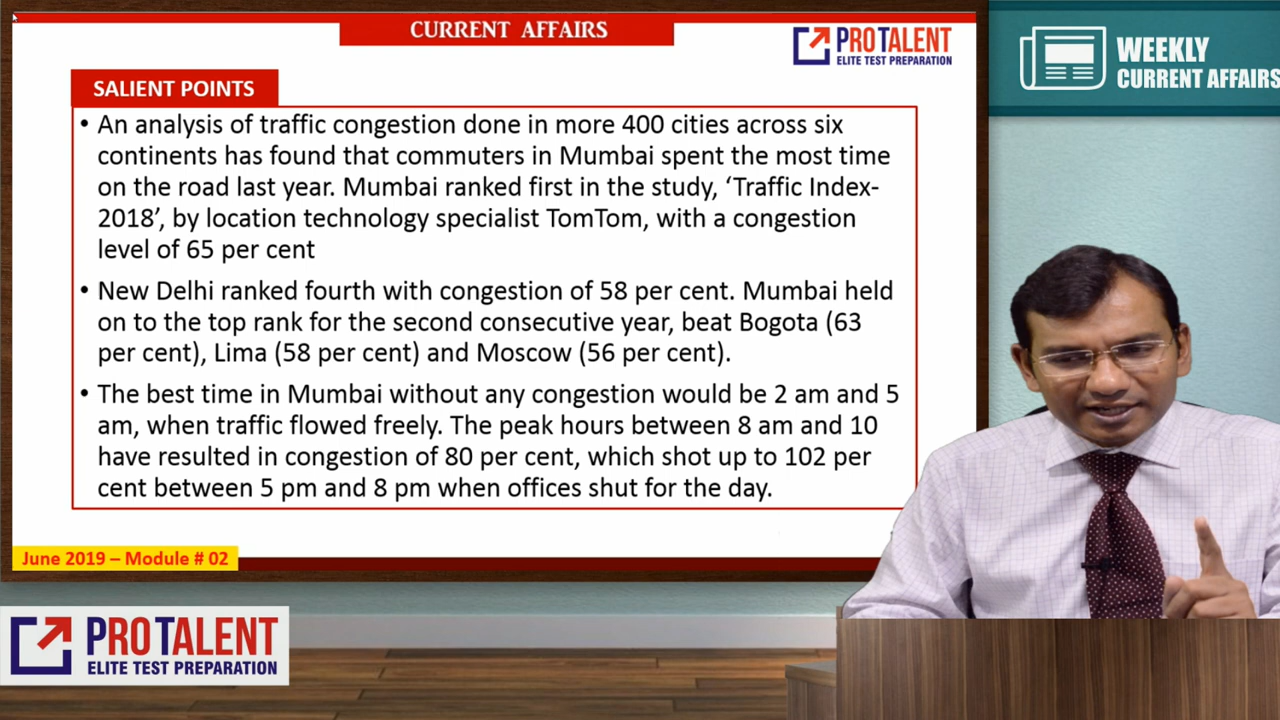 CURRENT AFFAIRS
PROTALENT
ELITE TEST PREPARATION
WEEKLY
CURRENT AFFAIRS
SALIENT POINTS
• An analysis of traffic congestion done in more 400 cities across six
continents has found that commuters in Mumbai spent the most time
on the road last year. Mumbai ranked first in the study, ‘Traffic Index-
2018’, by location technology specialist TomTom, with a congestion
level of 65 per cent
• New Delhi ranked fourth with congestion of 58 per cent. Mumbai held
on to the top rank for the second consecutive year, beat Bogota (63
per cent), Lima (58 per cent) and Moscow (56 per cent).
• The best time in Mumbai without any congestion would be 2 am and 5
am, when traffic flowed freely. The peak hours between 8 am and 10
have resulted in congestion of 80 per cent, which shot up to 102 per
cent between 5 pm and 8 pm when offices shut for the day.
June 2019 – Module # 02
PROTALENT
ELITE TEST PREPARATION